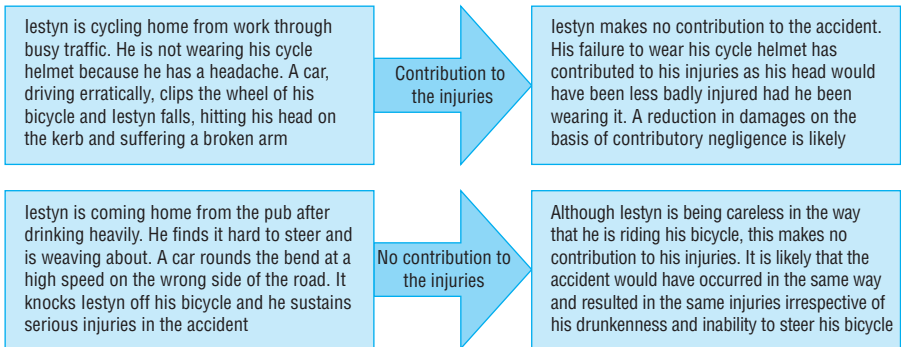 Iestyn is cycling home from work through
busy traffic. He is not wearing his cycle
helmet because he has a headache. A car,
driving erratically, clips the wheel of his
bicycle and Iestyn falls, hitting his head on
the kerb and suffering a broken arm
Contribution to
the injuries
Iestyn makes no contribution to the accident.
His failure to wear his cycle helmet has
contributed to his injuries as his head would
have been less badly injured had he been
wearing it. A reduction in damages on the
basis of contributory negligence is likely
Iestyn is coming home from the pub after
drinking heavily. He finds it hard to steer and
is weaving about. A car rounds the bend at a
high speed on the wrong side of the road. It
knocks Iestyn off his bicycle and he sustains
serious injuries in the accident
No contribution to
the injuries
Although Iestyn is being careless in the way
that he is riding his bicycle, this makes no
contribution to his injuries. It is likely that the
accident would have occurred in the same way
and resulted in the same injuries irrespective of
his drunkenness and inability to steer his bicycle